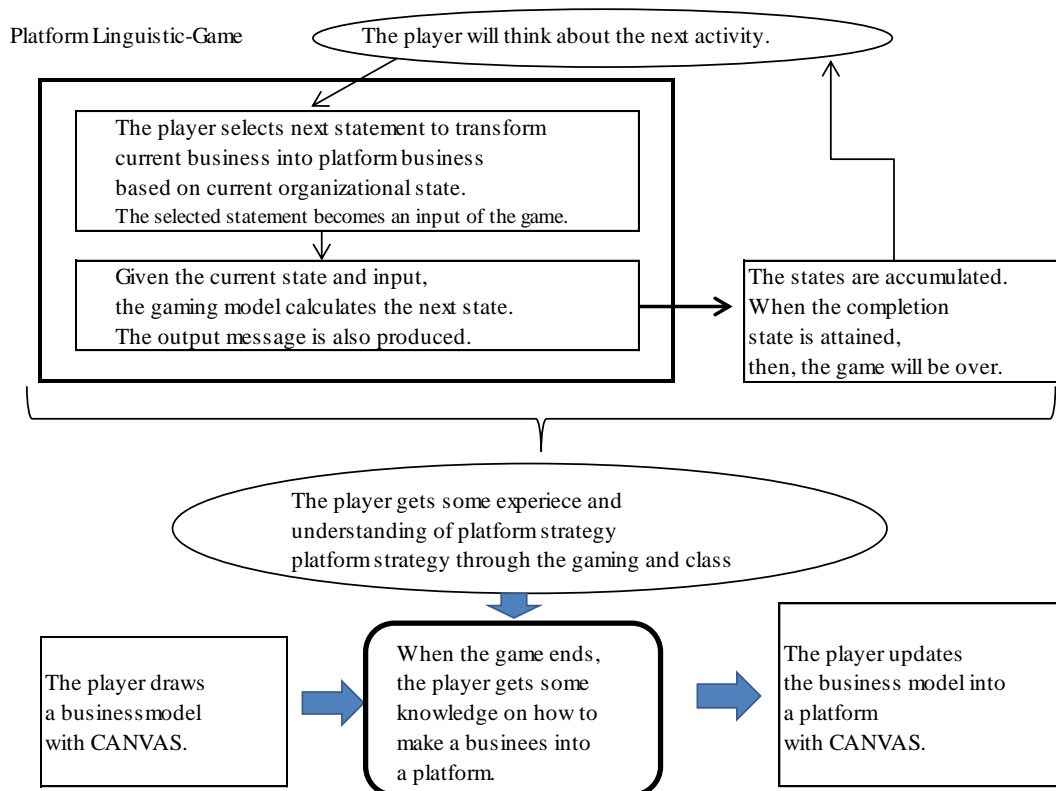 Platform Linguistic-Game
The player will think about the next activity.
The player selects next statement to transform
current business into platform business
based on current organizational state.
The selected statement becomes an input of the game.
Given the current state and input,
the gaming model calculates the next state.
The output message is also produced.
The states are accumulated.
When the completion
state is attained,
then, the game will be over.
The player gets some experiece and
understanding of platform strategy
platform strategy through the gaming and class
The player draws
a business model
with CANVAS.
When the game ends,
the player gets some
knowledge on how to
make a businees into
a platform.
The player updates
the business model into
a platform
with CANVAS.